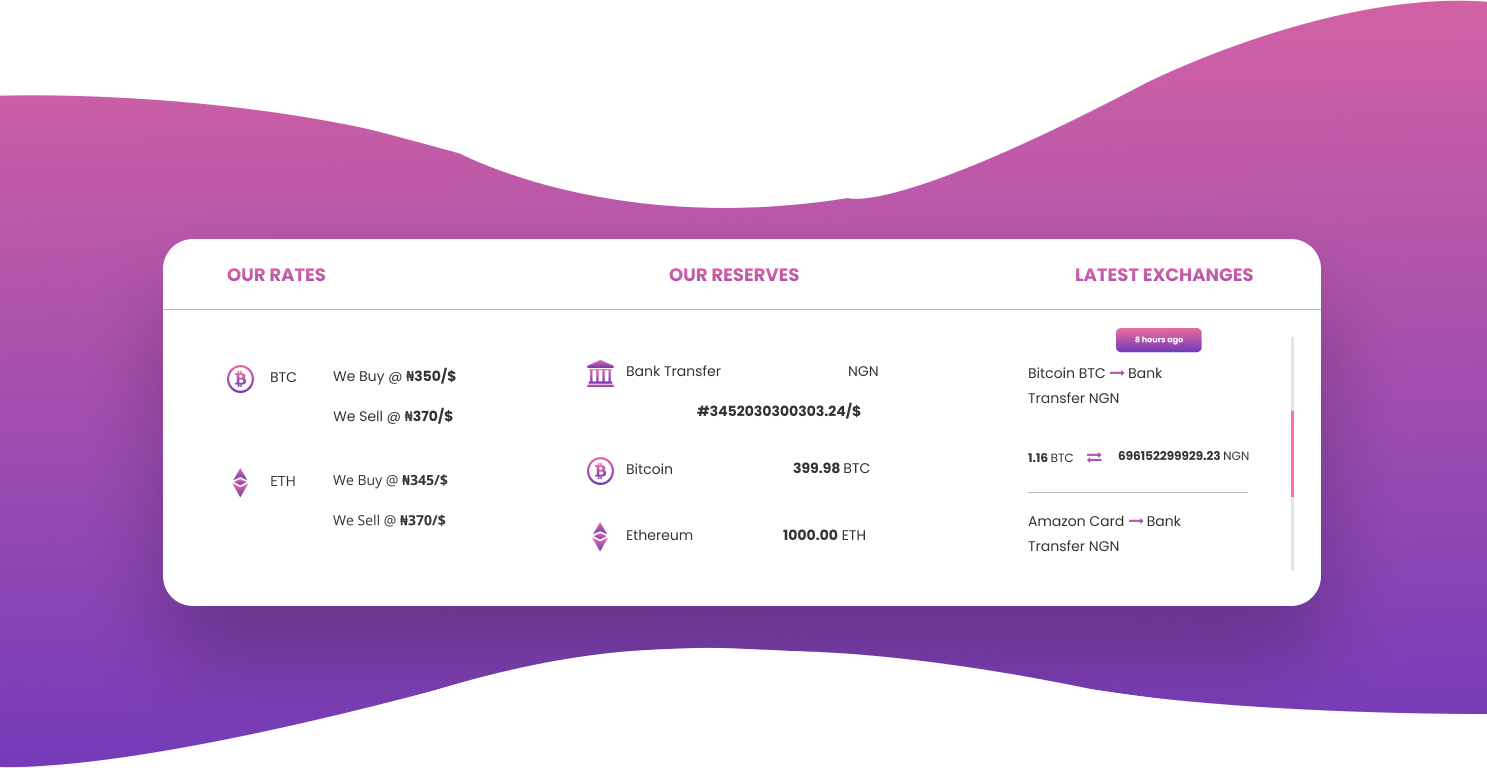 OUR RATES OUR RESERVES LATEST EXCHANGES
BTC We Buy @ ₦350/$
We Sell @ ₦370/$
ETH We Buy @ ₦345/$
We Sell @ ₦370/$
Bank Transfer NGN
#3452030300303.24/$
Bitcoin 399.98 BTC
Ethereum 1000.00 ETH
8 hours ago
Bitcoin BTC → Bank
Transfer NGN
1.16 BTC ⇄ 696152299929.23 NGN
Amazon Card → Bank
Transfer NGN